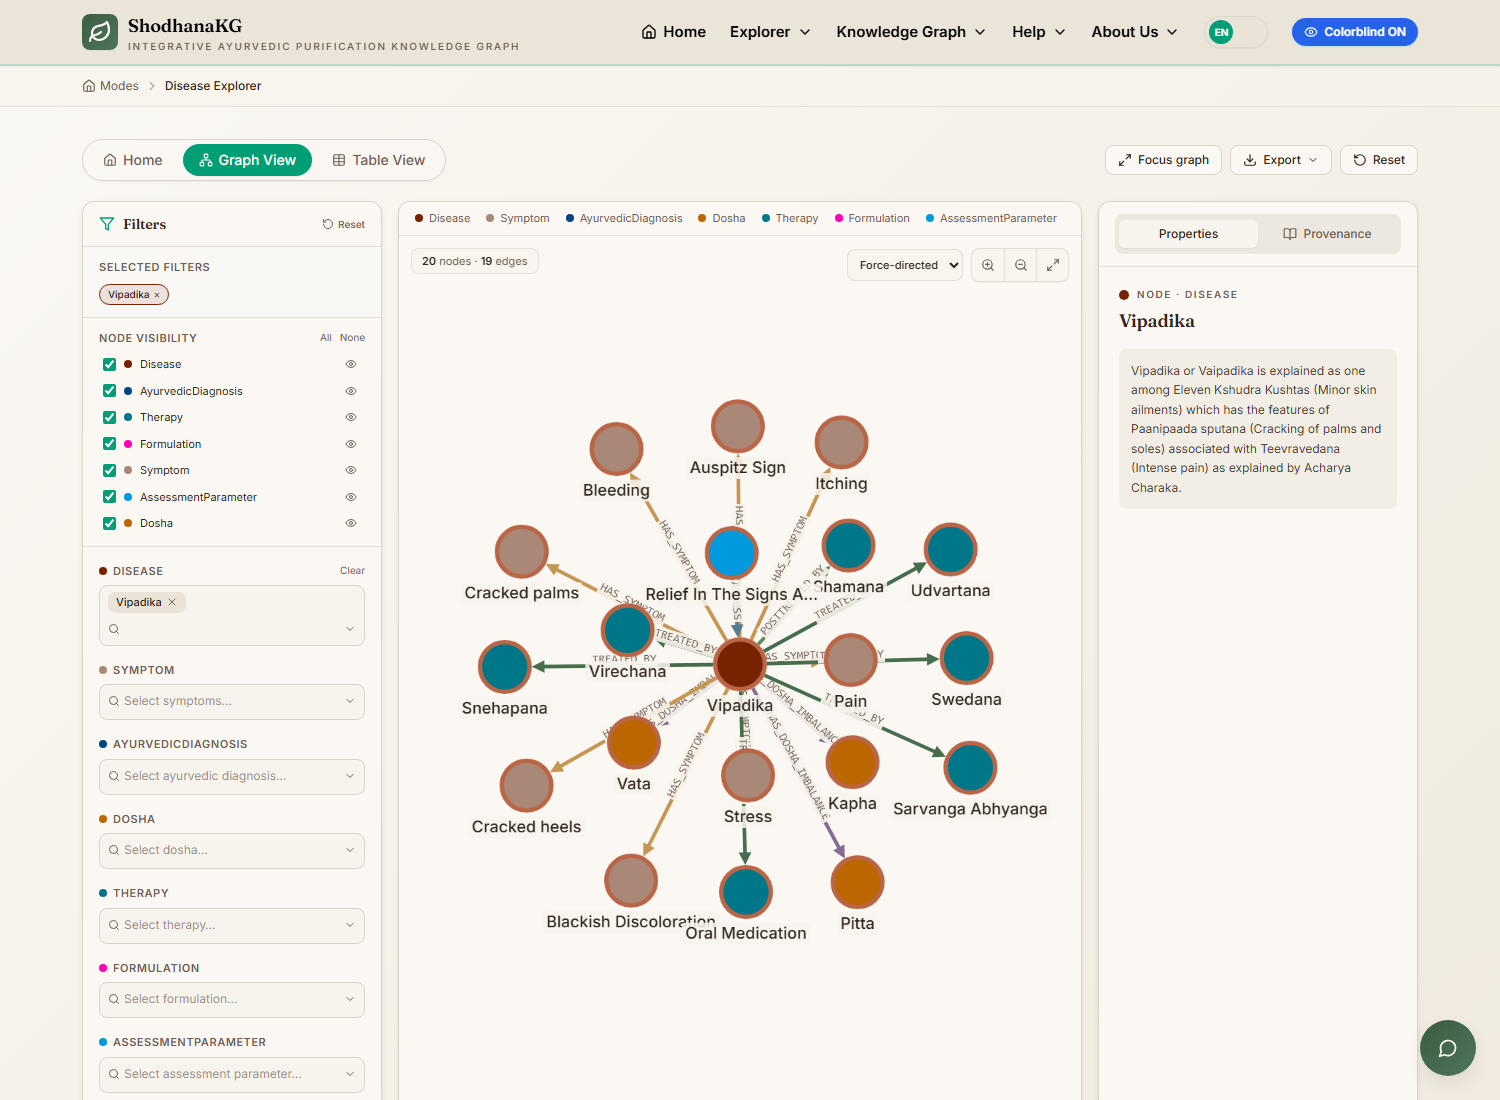 ShodhanaKG
INTEGRATIVE AYURVEDIC PURIFICATION KNOWLEDGE GRAPH
Home
Explorer
Knowledge Graph
Help
About Us
EN
Colorblind ON
Modes
Disease Explorer
Home
Graph View
Table View
Focus graph
Export
Reset
Filters
Reset
SELECTED FILTERS
Vipadika ×
NODE VISIBILITY
All
None
Disease
AyurvedicDiagnosis
Therapy
Formulation
Symptom
AssessmentParameter
Dosha
DISEASE
Clear
Vipadika ×
SYMPTOM
Select symptoms...
AYURVEDICDIAGNOSIS
Select ayurvedic diagnosis...
DOSHA
Select dosha...
THERAPY
Select therapy...
FORMULATION
Select formulation...
ASSESSMENTPARAMETER
Select assessment parameter...
Disease
Symptom
AyurvedicDiagnosis
Dosha
Therapy
Formulation
AssessmentParameter
20 nodes · 19 edges
Force-directed
Auspitz Sign
Bleeding
Itching
HAS_SYMPTOM
HAS_SYMPTOM
Cracked palms
HAS_SYMPTOM
Relief In The Signs A...
Shamana
Udvartana
TREATED_BY
Virechana
TREATED_BY
Snehapana
Vipadika
Pain
Swedana
Vata
Kapha
Sarvanga Abhyanga
Cracked heels
HAS_SYMPTOM
Stress
HAS_DOSHA_IMBALANCE
Blackish Discoloration
Oral Medication
Pitta
Properties
Provenance
NODE · DISEASE
Vipadika
Vipadika or Vaipadika is explained as one
among Eleven Kshudra Kushtas (Minor skin
ailments) which has the features of
Paanipaada sputana (Cracking of palms and
soles) associated with Teevravedana
(Intense pain) as explained by Acharya
Charaka.